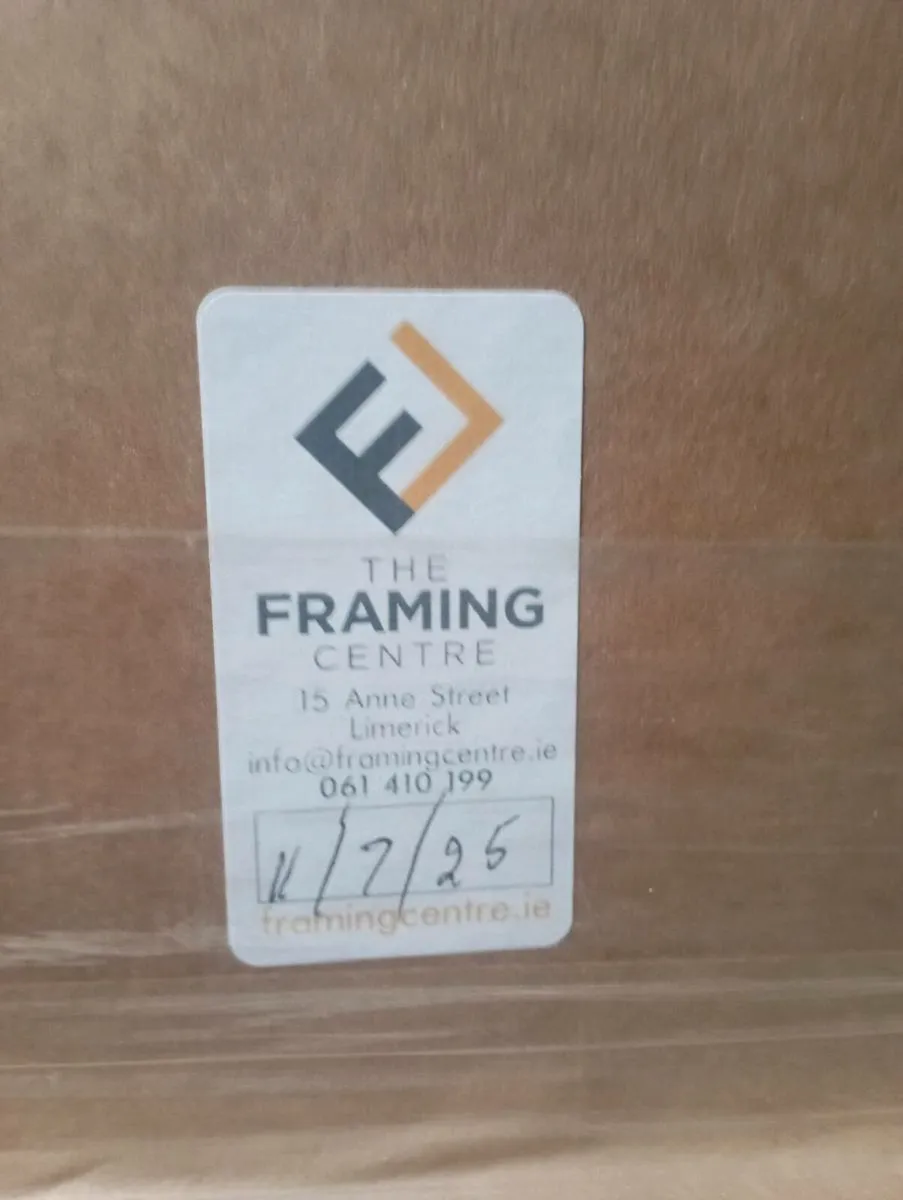 THE
FRAMING
CENTRE
15 Anne Street
Limerick
info@framingcentre.ie
061 410 199
11/7/25
framingcentre.ie